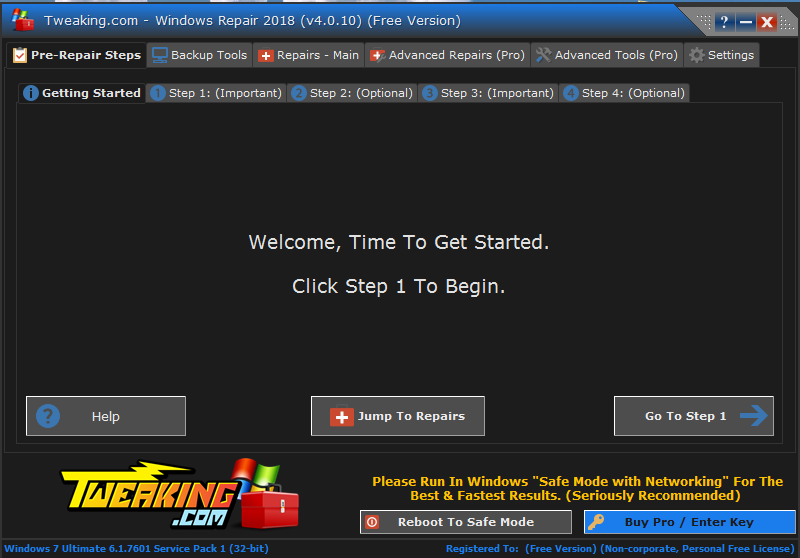 Tweaking.com - Windows Repair 2018 (v4.0.10) (Free Version)
?
Pre-Repair Steps
Backup Tools
Repairs - Main
Advanced Repairs (Pro)
Advanced Tools (Pro)
Settings
i Getting Started
1 Step 1: (Important)
2 Step 2: (Optional)
3 Step 3: (Important)
4 Step 4: (Optional)
Welcome, Time To Get Started.
Click Step 1 To Begin.
? Help
Jump To Repairs
Go To Step 1
TWEAKING
.COM
Please Run In Windows "Safe Mode with Networking" For The
Best & Fastest Results. (Seriously Recommended)
Reboot To Safe Mode
Buy Pro / Enter Key
Windows 7 Ultimate 6.1.7601 Service Pack 1 (32-bit)
Registered To: (Free Version) (Non-corporate, Personal Free License)